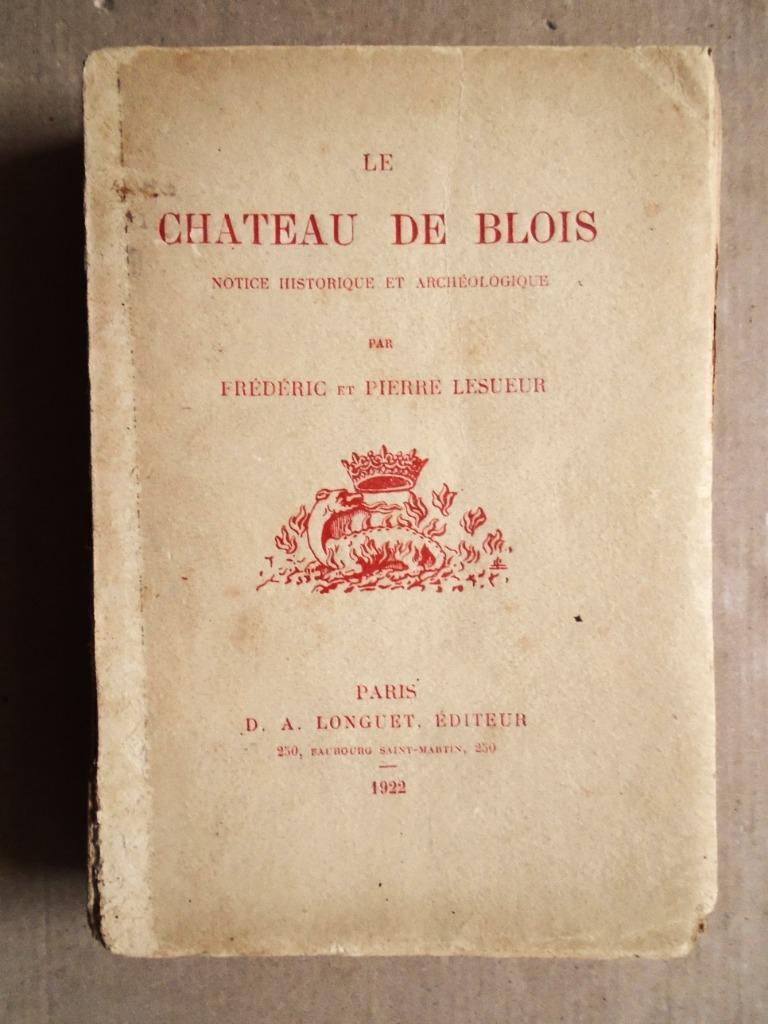 LE
CHATEAU DE BLOIS
NOTICE HISTORIQUE ET ARCHÉOLOGIQUE
PAR
FRÉDÉRIC ET PIERRE LESUEUR
PARIS
D. A. LONGUET, ÉDITEUR
250, FAUBOURG SAINT-MARTIN, 250
1922